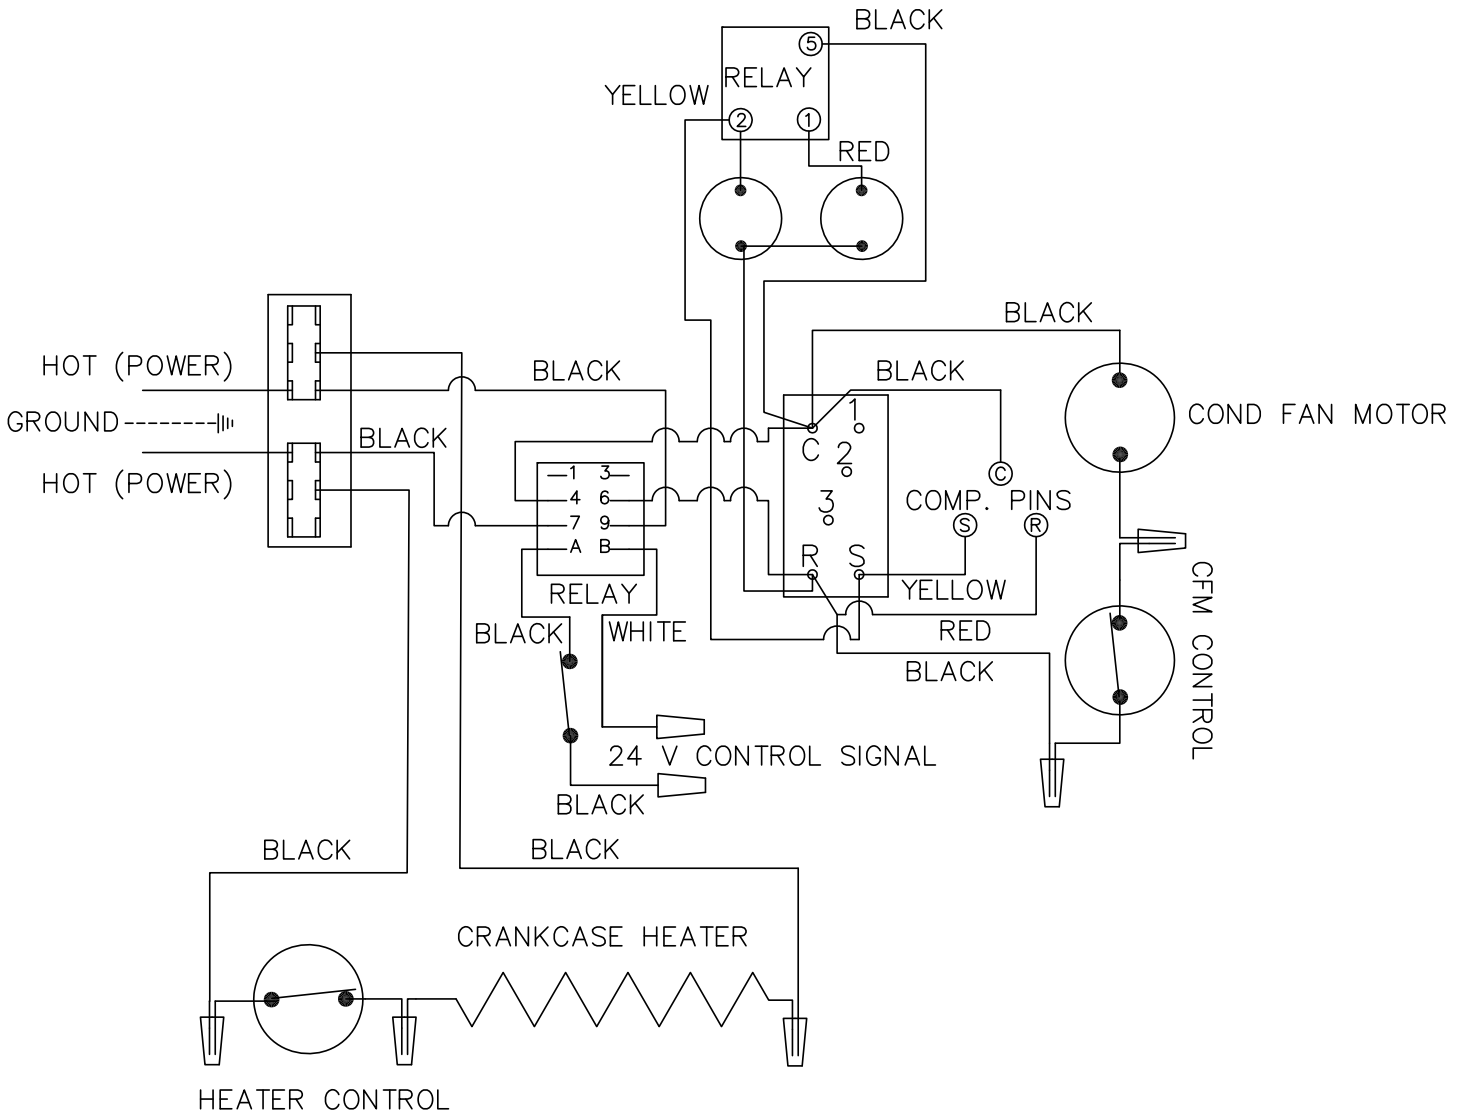 BLACK
5
RELAY
YELLOW
2
1
RED
BLACK
HOT (POWER)
BLACK
BLACK
GROUND
BLACK
1
COND FAN MOTOR
C
2
HOT (POWER)
1 3
C
4 6
3
COMP. PINS
7 9
S
R
A B
R S
RELAY
YELLOW
CFM CONTROL
BLACK
WHITE
RED
BLACK
24 V CONTROL SIGNAL
BLACK
BLACK
BLACK
CRANKCASE HEATER
HEATER CONTROL